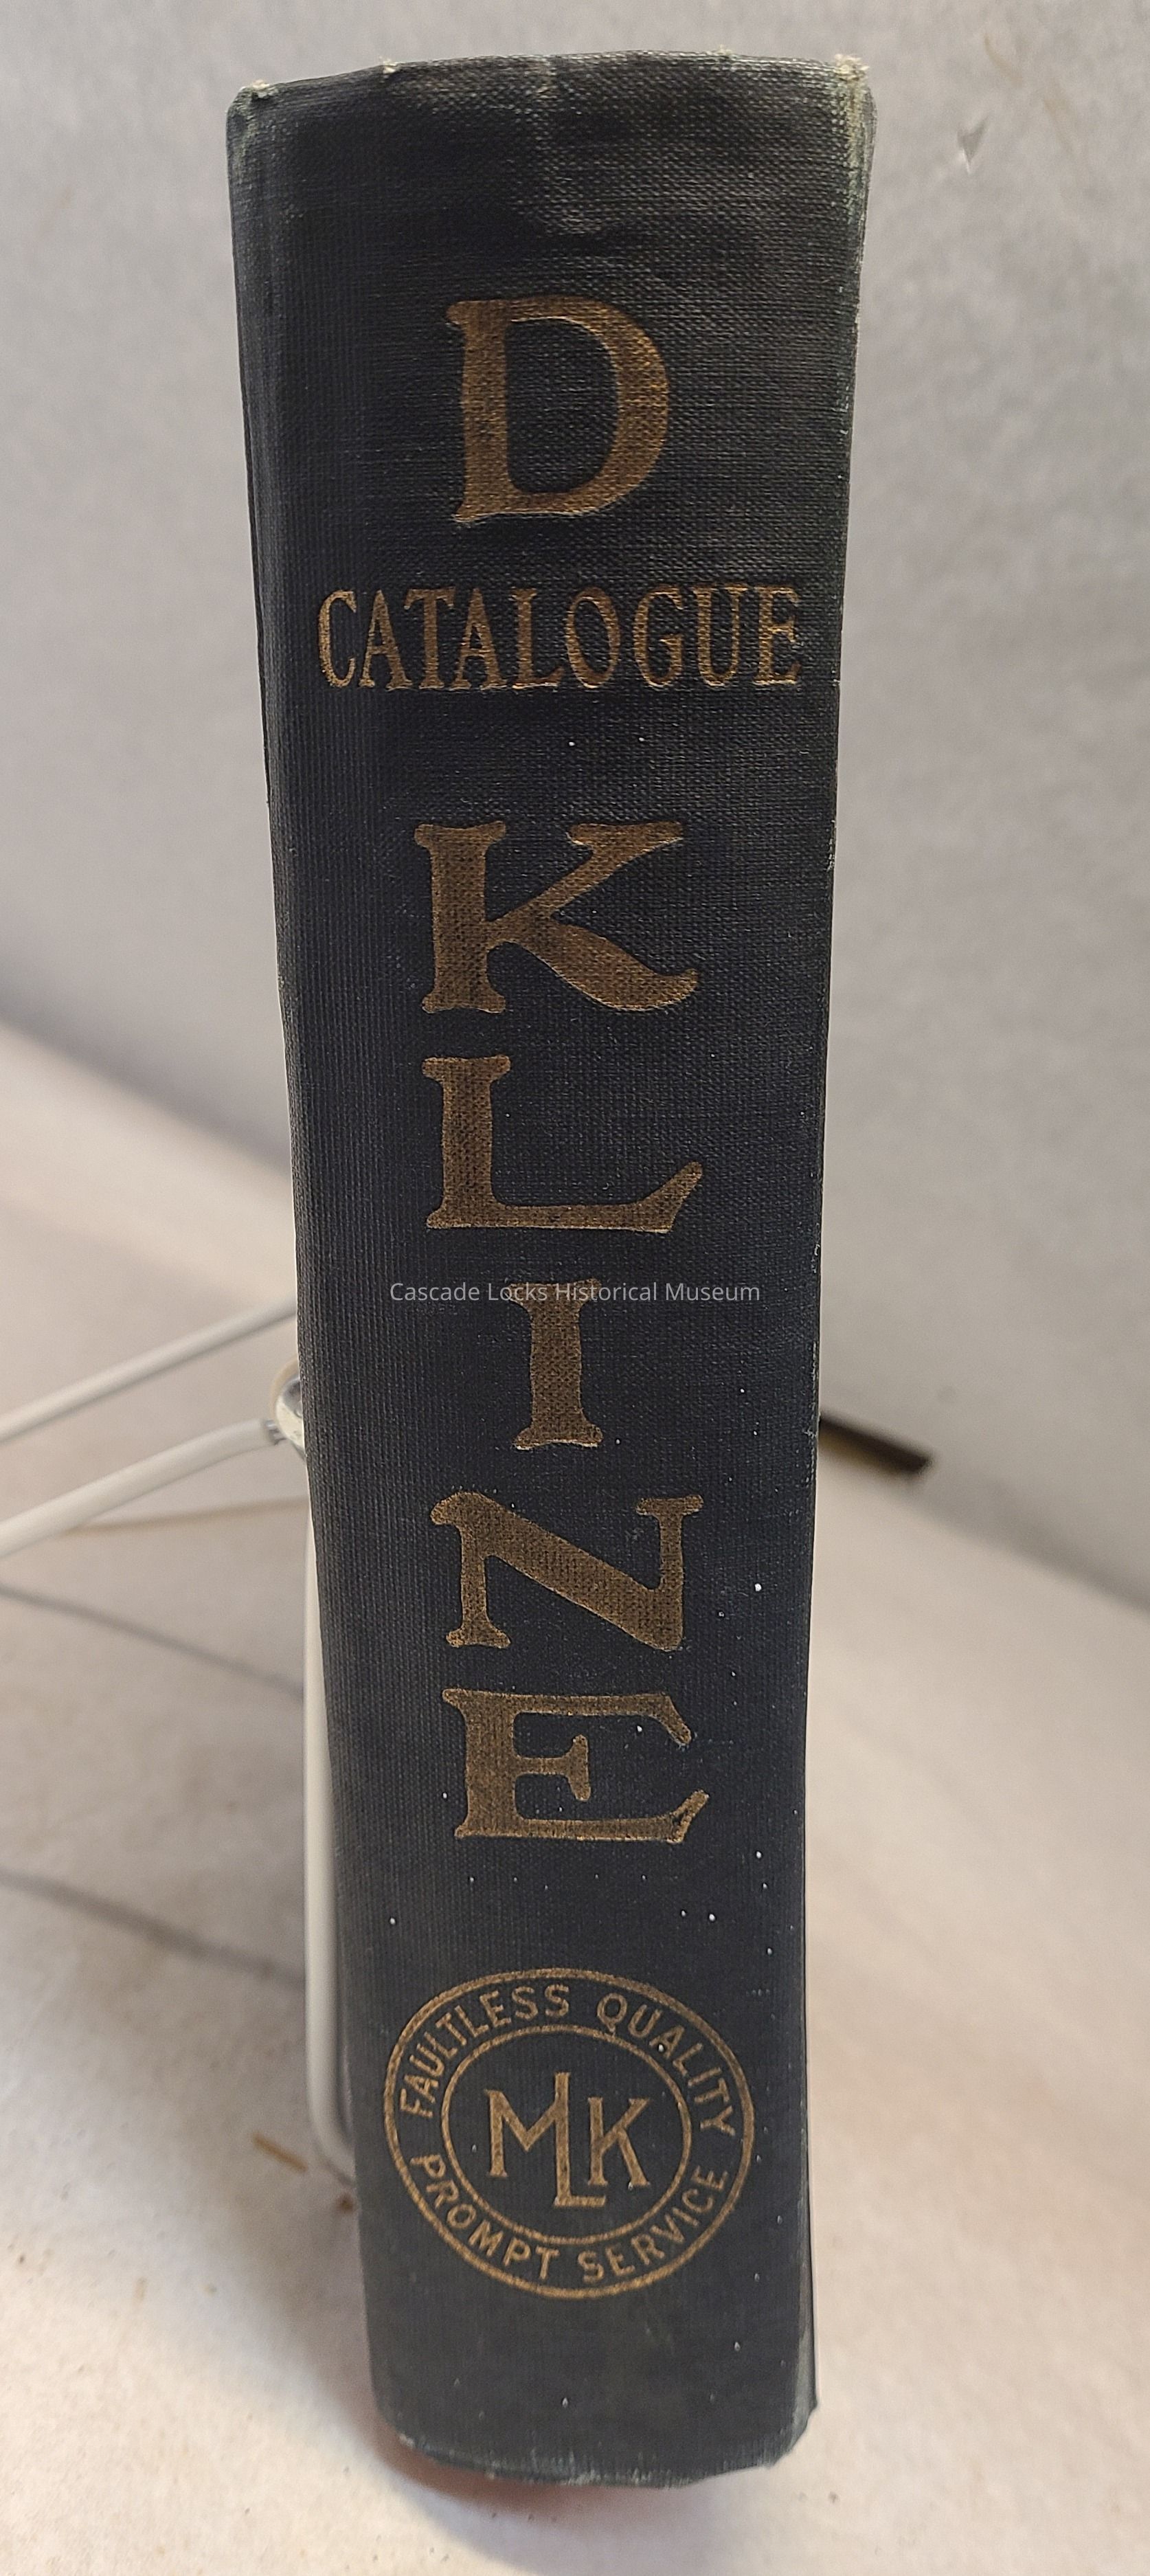 D
CATALOGUE
K
L
I
N
E
Cascade Locks Historical Museum
FAULTLESS QUALITY
MLK
PROMPT SERVICE